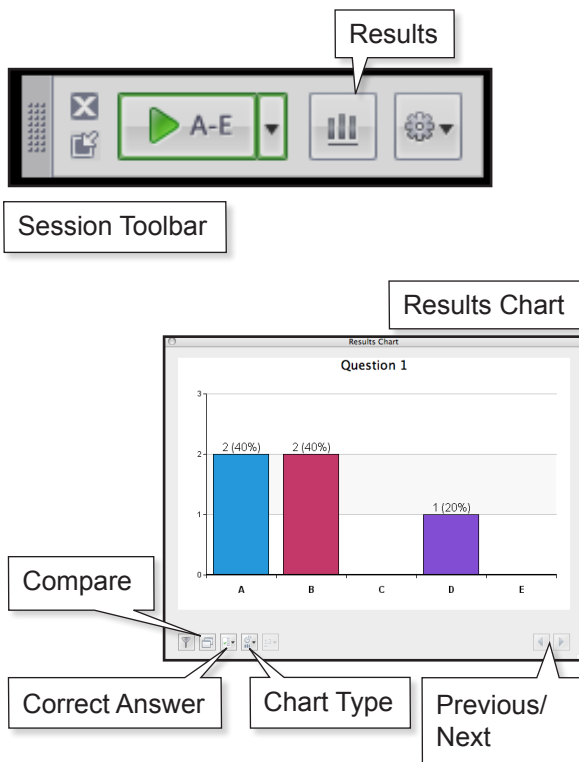 Results
A-E
Session Toolbar
Results Chart
Results Chart
Question 1
3
2 (40%) 2 (40%)
2
1 (20%)
1
0
A B C D E
Compare
Correct Answer
Chart Type
Previous/
Next